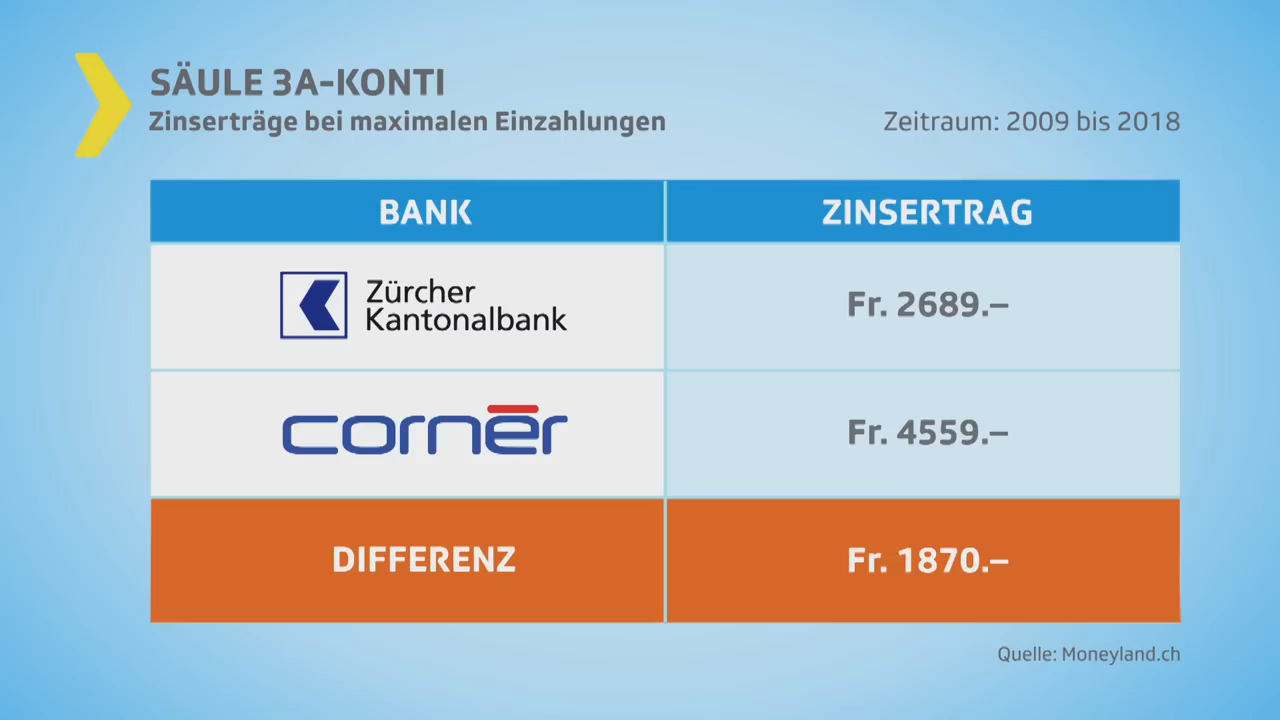 SÄULE 3A-KONTI
Zinserträge bei maximalen Einzahlungen
Zeitraum: 2009 bis 2018
BANK
ZINSERTRAG
Zürcher
Kantonalbank
Fr. 2689.–
cornēr
Fr. 4559.–
DIFFERENZ
Fr. 1870.–
Quelle: Moneyland.ch